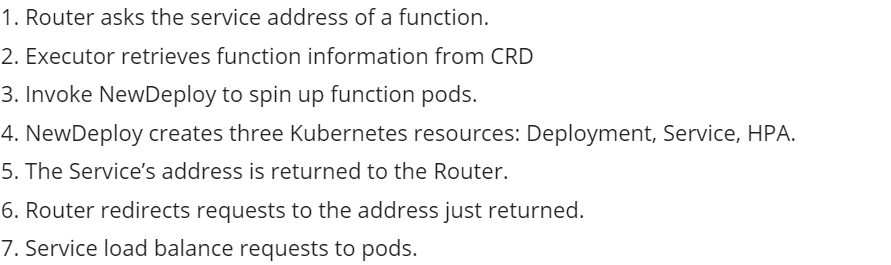 1. Router asks the service address of a function.
2. Executor retrieves function information from CRD
3. Invoke NewDeploy to spin up function pods.
4. NewDeploy creates three Kubernetes resources: Deployment, Service, HPA.
5. The Service’s address is returned to the Router.
6. Router redirects requests to the address just returned.
7. Service load balance requests to pods.